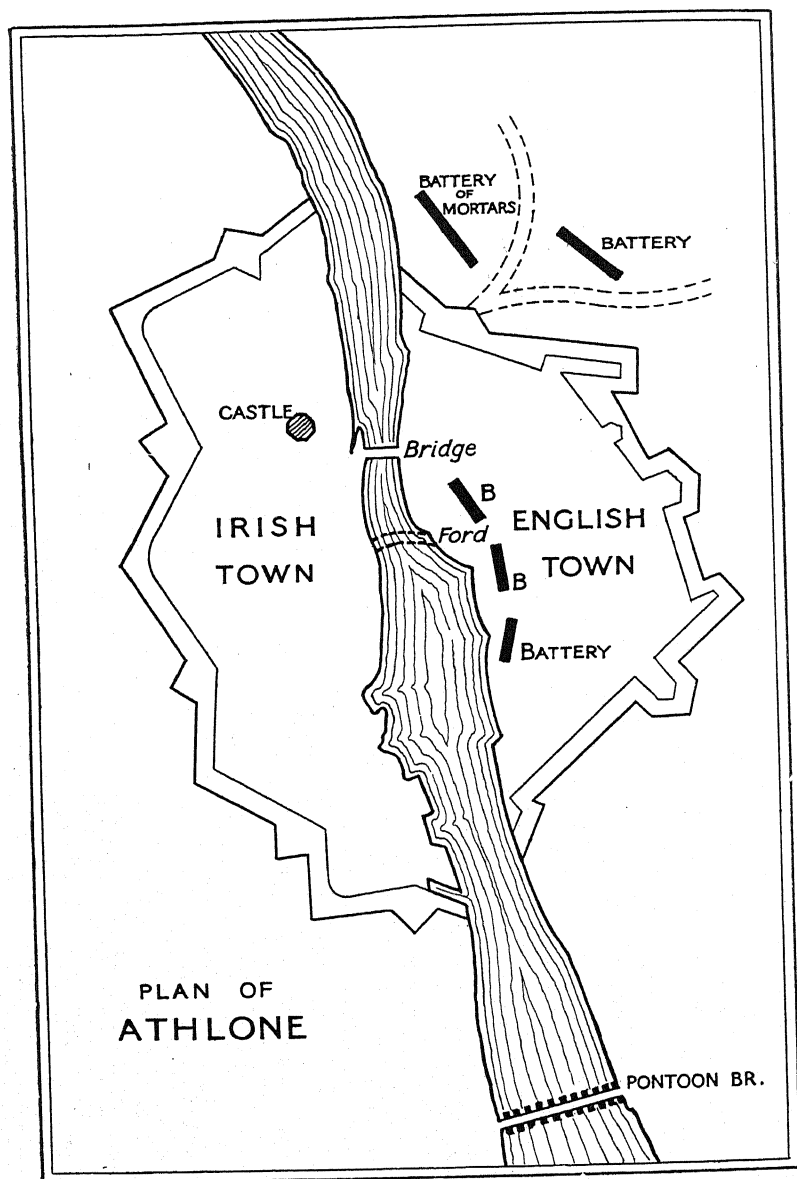 BATTERY
OF
MORTARS
BATTERY
CASTLE
Bridge
B
IRISH
TOWN
Ford
ENGLISH
TOWN
B
BATTERY
PLAN OF
ATHLONE
PONTOON BR.